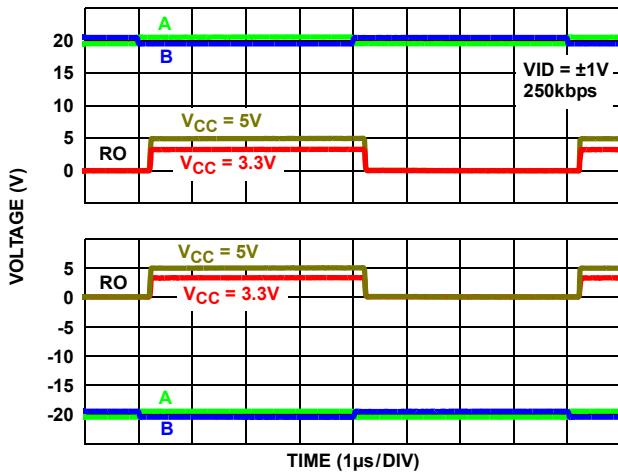 A
B
VID = ±1V
250kbps
20
15
10
5
0
RO
VCC = 5V
VCC = 3.3V
VOLTAGE (V)
5
0
-5
-10
-15
-20
RO
VCC = 5V
VCC = 3.3V
A
B
TIME (1µs/DIV)